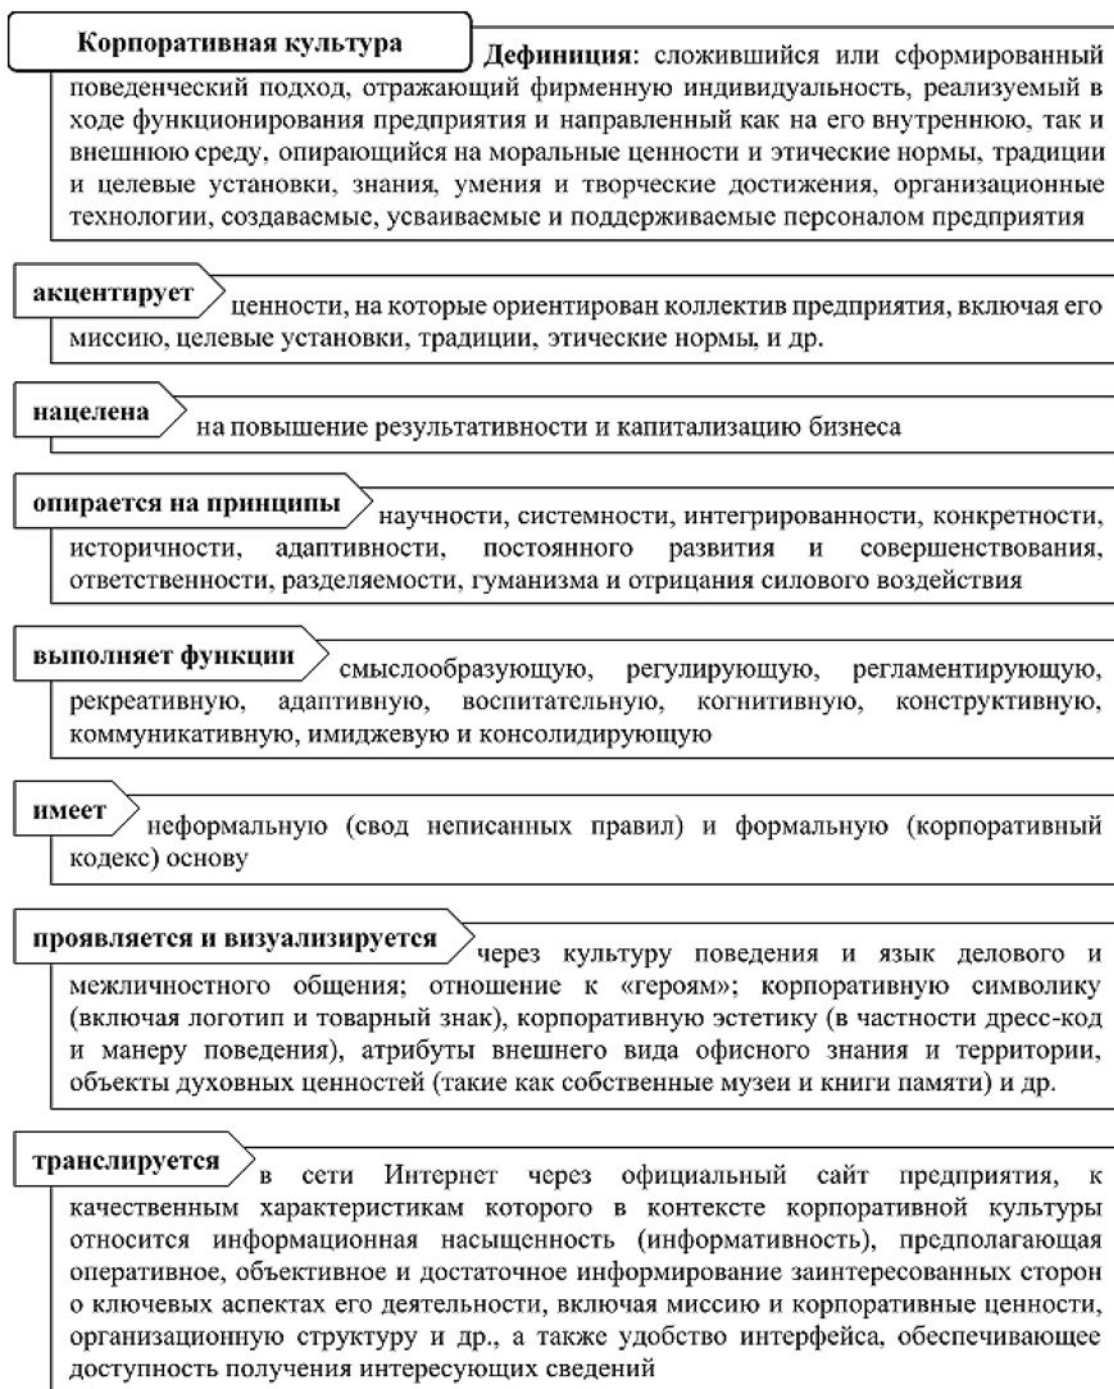 Корпоративная культура
Дефиниция: сложившийся или сформированный
поведенческий подход, отражающий фирменную индивидуальность, реализуемый в
ходе функционирования предприятия и направленный как на его внутреннюю, так и
внешнюю среду, опирающийся на моральные ценности и этические нормы, традиции
и целевые установки, знания, умения и творческие достижения, организационные
технологии, создаваемые, усваиваемые и поддерживаемые персоналом предприятия
акцентирует
ценности, на которые ориентирован коллектив предприятия, включая его
миссию, целевые установки, традиции, этические нормы, и др.
нацелена
на повышение результативности и капитализацию бизнеса
опирается на принципы
научности, системности, интегрированности, конкретности,
историчности, адаптивности, постоянного развития и совершенствования,
ответственности, разделяемости, гуманизма и отрицания силового воздействия
выполняет функции
смыслообразующую, регулирующую, регламентирующую,
рекреативную, адаптивную, воспитательную, когнитивную, конструктивную,
коммуникативную, имиджевую и консолидирующую
имеет
неформальную (свод неписанных правил) и формальную (корпоративный
кодекс) основу
проявляется и визуализируется
через культуру поведения и язык делового и
межличностного общения; отношение к «героям»; корпоративную символику
(включая логотип и товарный знак), корпоративную эстетику (в частности дресс-код
и манеру поведения), атрибуты внешнего вида офисного знания и территории,
объекты духовных ценностей (такие как собственные музеи и книги памяти) и др.
транслируется
в сети Интернет через официальный сайт предприятия, к
качественным характеристикам которого в контексте корпоративной культуры
относится информационная насыщенность (информативность), предполагающая
оперативное, объективное и достаточное информирование заинтересованных сторон
о ключевых аспектах его деятельности, включая миссию и корпоративные ценности,
организационную структуру и др., а также удобство интерфейса, обеспечивающее
доступность получения интересующих сведений